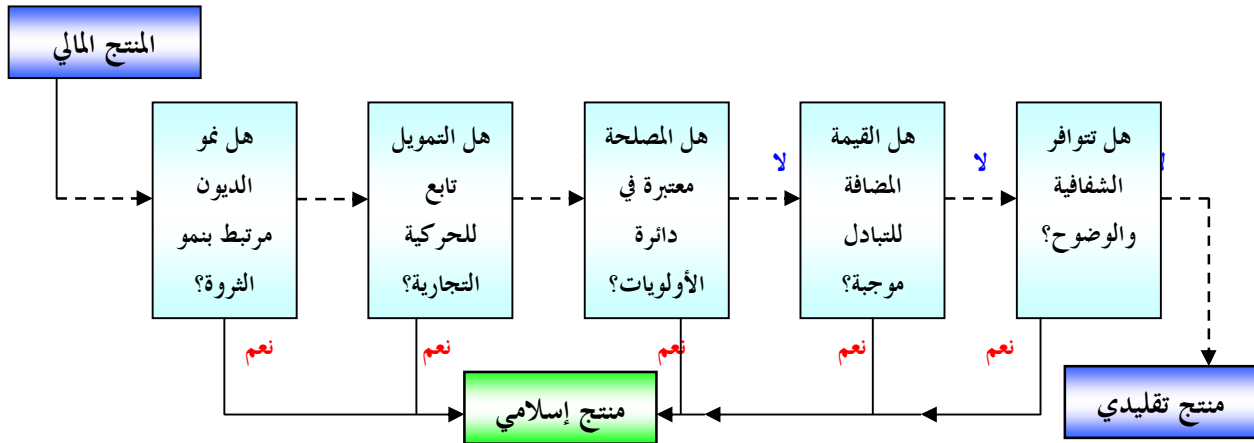 المنتج المالي
هل نمو
الديون
مرتبط بنمو
الثروة؟
هل التمويل
تابع
للحركية
التجارية؟
هل المصلحة
معتبرة في
دائرة
الأولويات؟
هل القيمة
المضافة
للتبادل
موجبة؟
هل تتوافر
الشفافية
والوضوح؟
لا
لا
لا
نعم
نعم
نعم
نعم
نعم
منتج إسلامي
منتج تقليدي